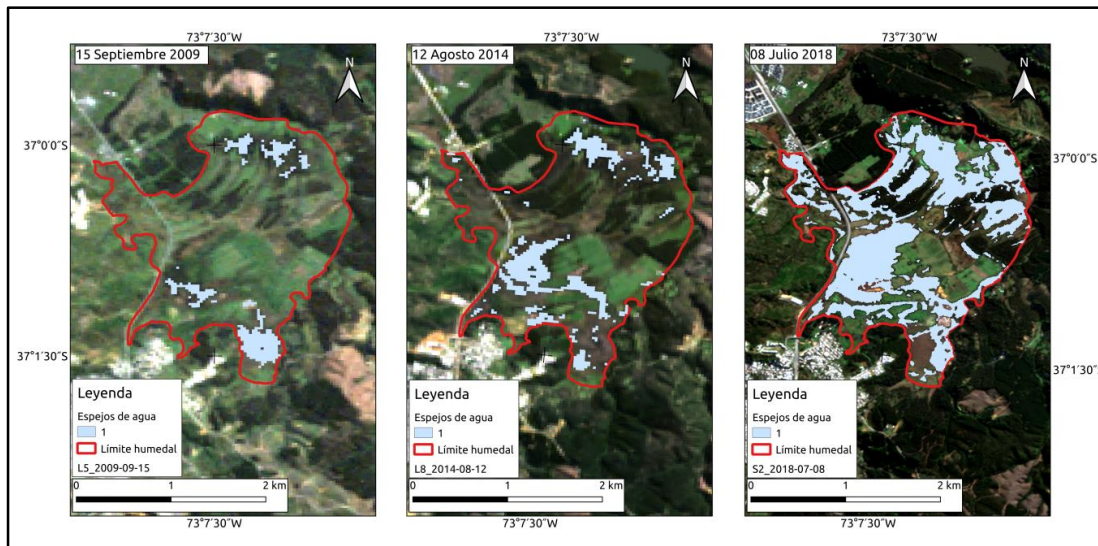 73°7'30"W
15 Septiembre 2009
N
37°0'0"S
Leyenda
Espejos de agua
1
Límite humedal
L5_2009-09-15
0 1 2 km
73°7'30"W
73°7'30"W
12 Agosto 2014
N
Leyenda
Espejos de agua
1
Límite humedal
L8_2014-08-12
0 1 2 km
73°7'30"W
08 Julio 2018
N
37°0'0"S
Leyenda
Espejos de agua
1
Límite humedal
S2_2018-07-08
0 1 2 km
73°7'30"W
37°1'30"S
37°1'30"S